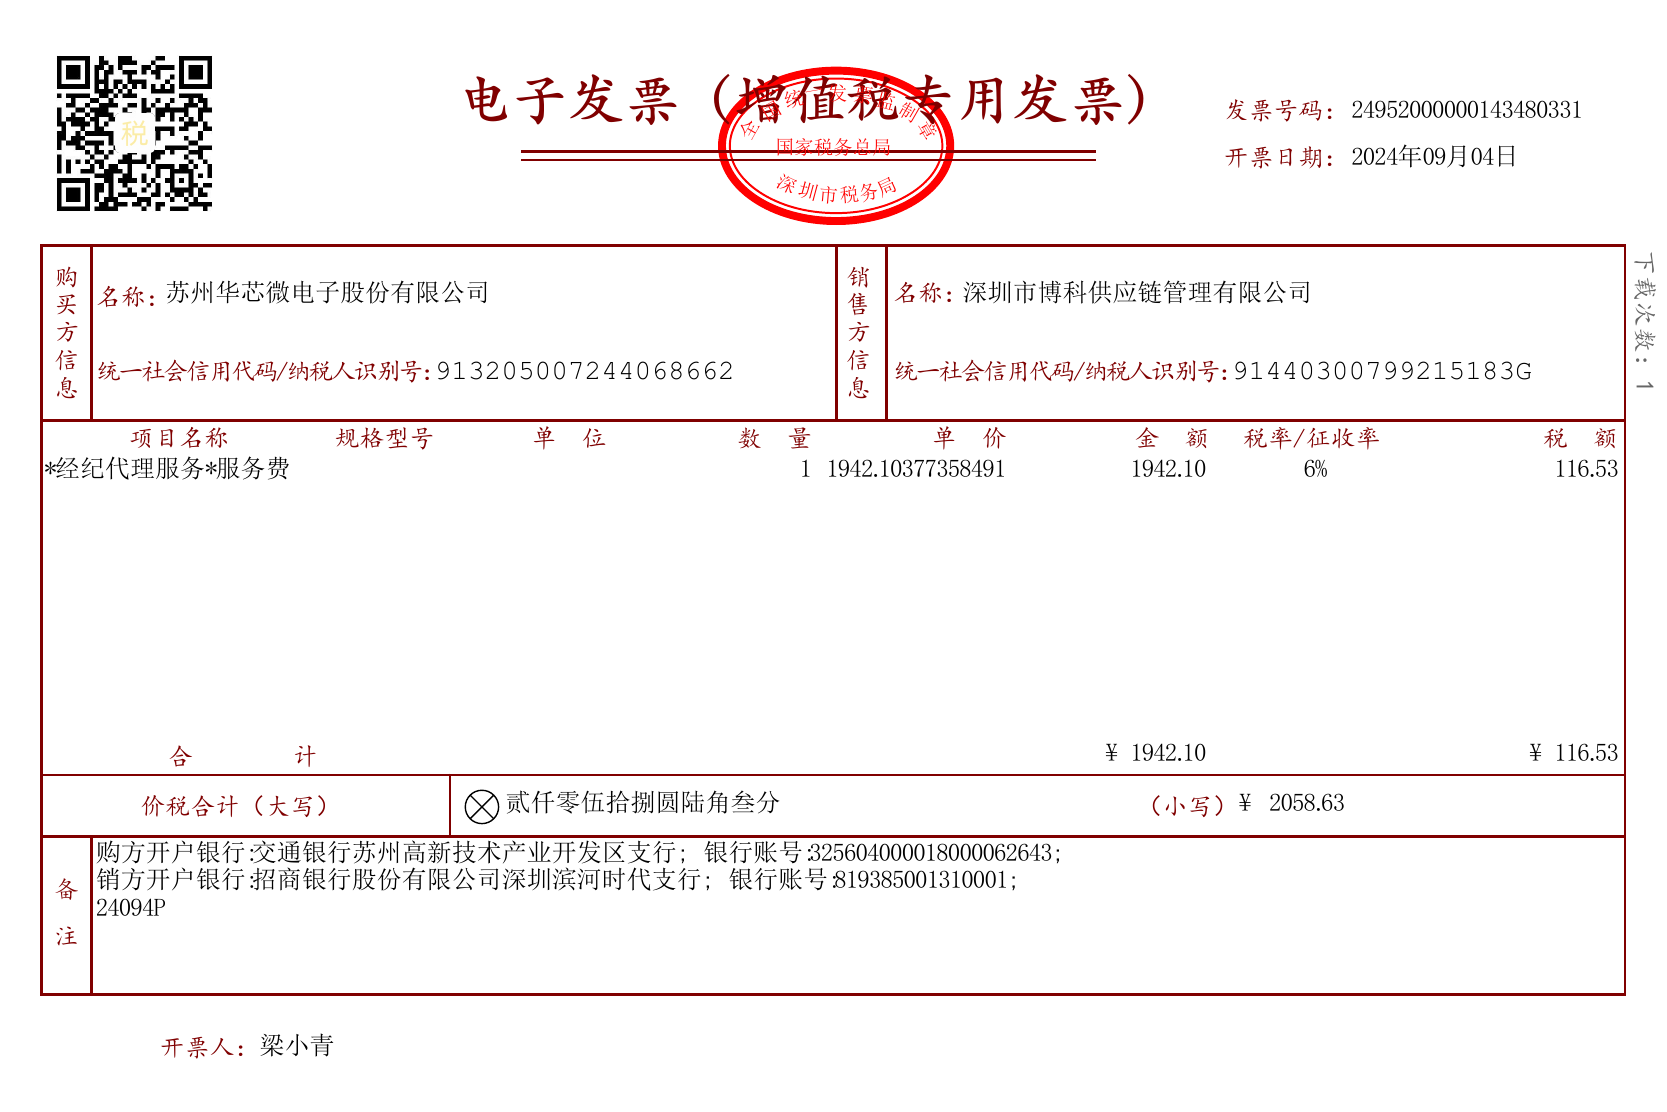 电子发票（增值税专用发票）
全国统一发票监制章
国家税务总局
深圳市税务局
税
发票号码：24952000000143480331
开票日期：2024年09月04日
下载次数：1
购买方信息
名称：苏州华芯微电子股份有限公司
统一社会信用代码/纳税人识别号：913205007244068662
销售方信息
名称：深圳市博科供应链管理有限公司
统一社会信用代码/纳税人识别号：91440300799215183G
项目名称 规格型号 单位 数量 单价 金额 税率/征收率 税额
*经纪代理服务*服务费 1 1942.10377358491 1942.10 6% 116.53
合计 ¥ 1942.10 ¥ 116.53
价税合计（大写） 贰仟零伍拾捌圆陆角叁分 （小写）¥ 2058.63
备注
购方开户银行:交通银行苏州高新技术产业开发区支行; 银行账号:325604000018000062643;
销方开户银行:招商银行股份有限公司深圳滨河时代支行; 银行账号:819385001310001;
24094P
开票人：梁小青